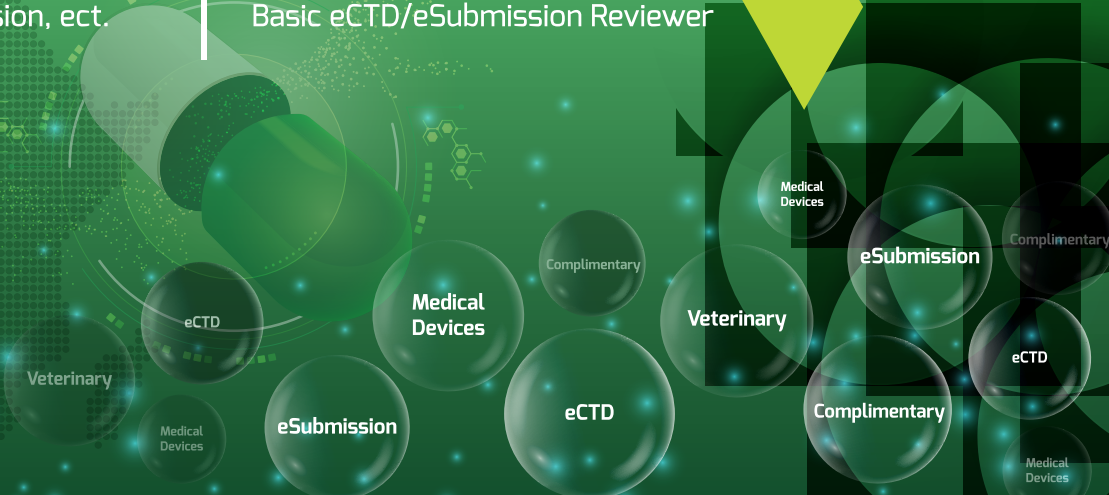 sion, ect.
Basic eCTD/eSubmission Reviewer
Medical
Devices
Complimentary
eSubmission
Complimentary
Medical
Devices
Veterinary
eCTD
eCTD
Veterinary
eCTD
Complimentary
eSubmission
Medical
Devices
Medical
Devices